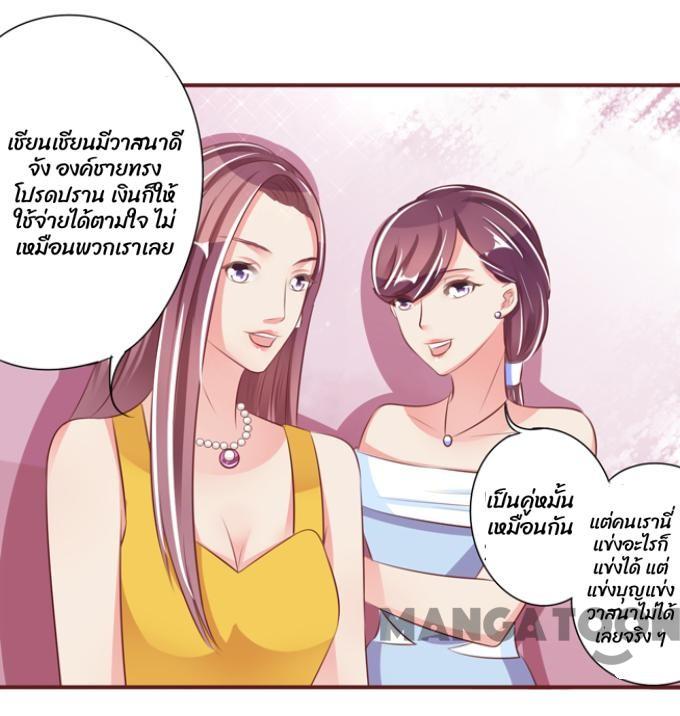 เชียนเชียนมีวาสนาดี
จัง องค์ชายทรง
โปรดปราน เงินก็ให้
ใช้จ่ายได้ตามใจ ไม่
เหมือนพวกเราเลย
เป็นคู่หมั้น
เหมือนกัน
แต่คนเรานี่
แข่งอะไรก็
แข่งได้ แต่
แข่งบุญแข่ง
วาสนาไม่ได้
เลยจริง ๆ
MANGATOON